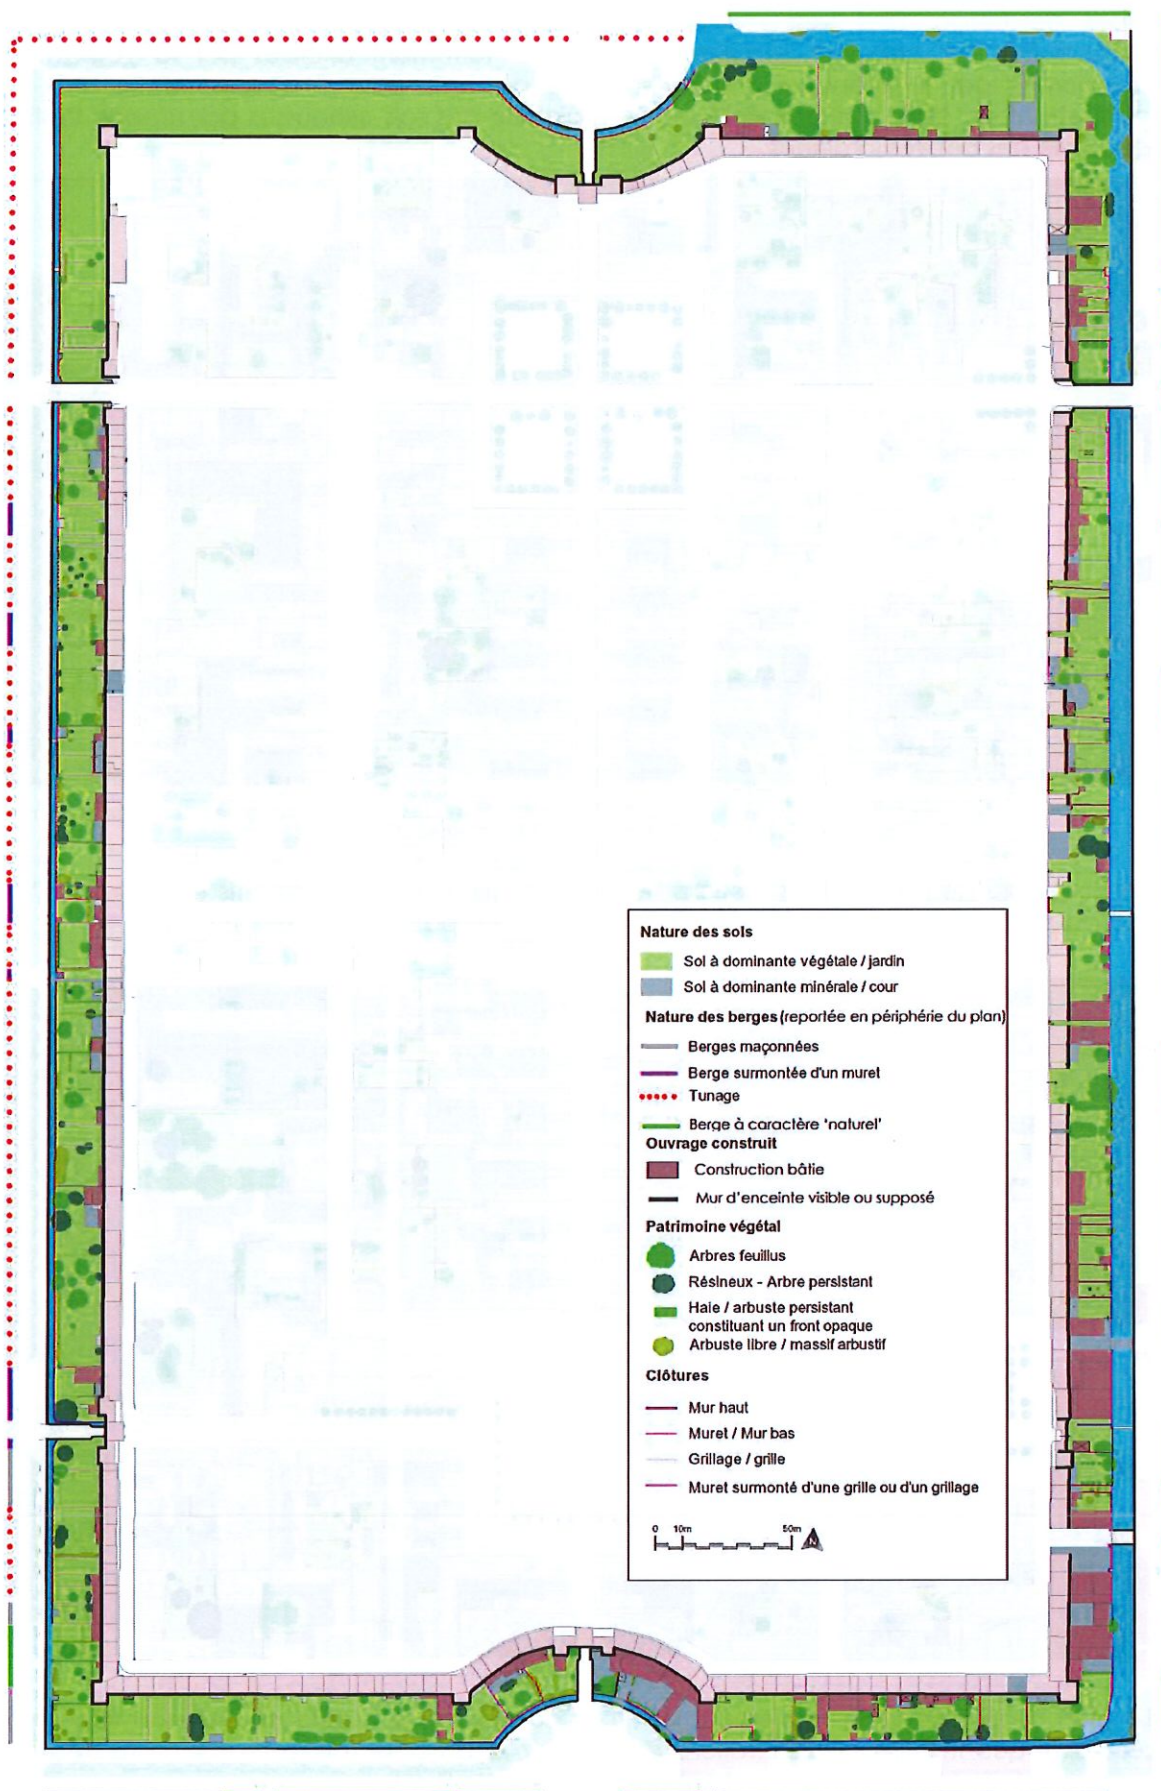 Nature des sols
Sol à dominante végétale / jardin
Sol à dominante minérale / cour
Nature des berges (reportée en périphérie du plan)
Berges maçonnées
Berge surmontée d'un muret
Tunage
Berge à caractère 'naturel'
Ouvrage construit
Construction bâtie
Mur d'enceinte visible ou supposé
Patrimoine végétal
Arbres feuillus
Résineux - Arbre persistant
Haie / arbuste persistant
constituant un front opaque
Arbuste libre / massif arbustif
Clôtures
Mur haut
Muret / Mur bas
Grillage / grille
Muret surmonté d'une grille ou d'un grillage
0 10m 50m N